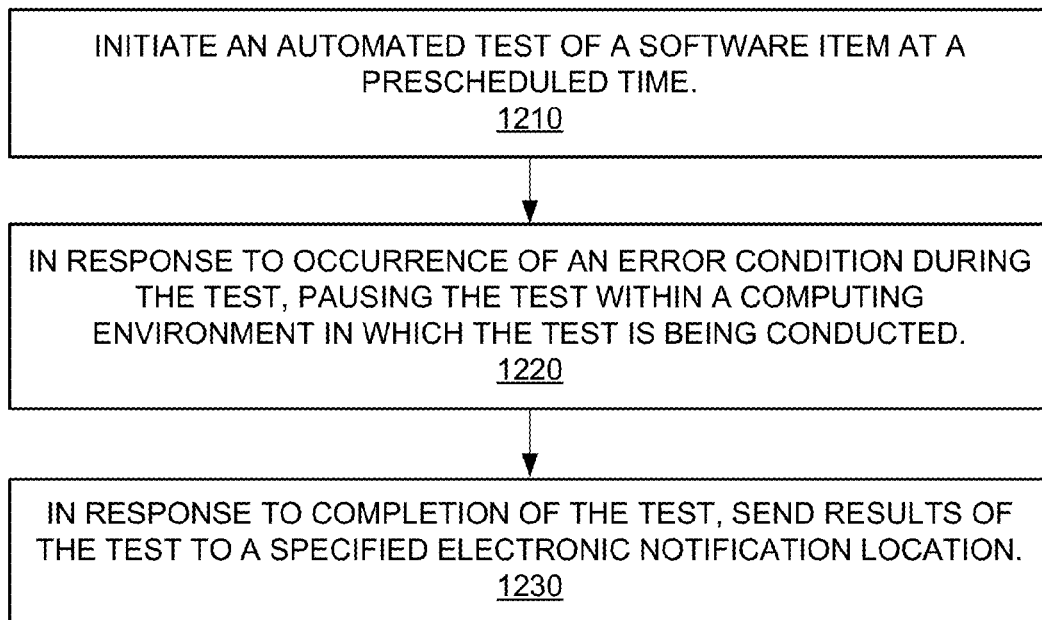 INITIATE AN AUTOMATED TEST OF A SOFTWARE ITEM AT A
PRESCHEDULED TIME.
1210
IN RESPONSE TO OCCURRENCE OF AN ERROR CONDITION DURING
THE TEST, PAUSING THE TEST WITHIN A COMPUTING
ENVIRONMENT IN WHICH THE TEST IS BEING CONDUCTED.
1220
IN RESPONSE TO COMPLETION OF THE TEST, SEND RESULTS OF
THE TEST TO A SPECIFIED ELECTRONIC NOTIFICATION LOCATION.
1230